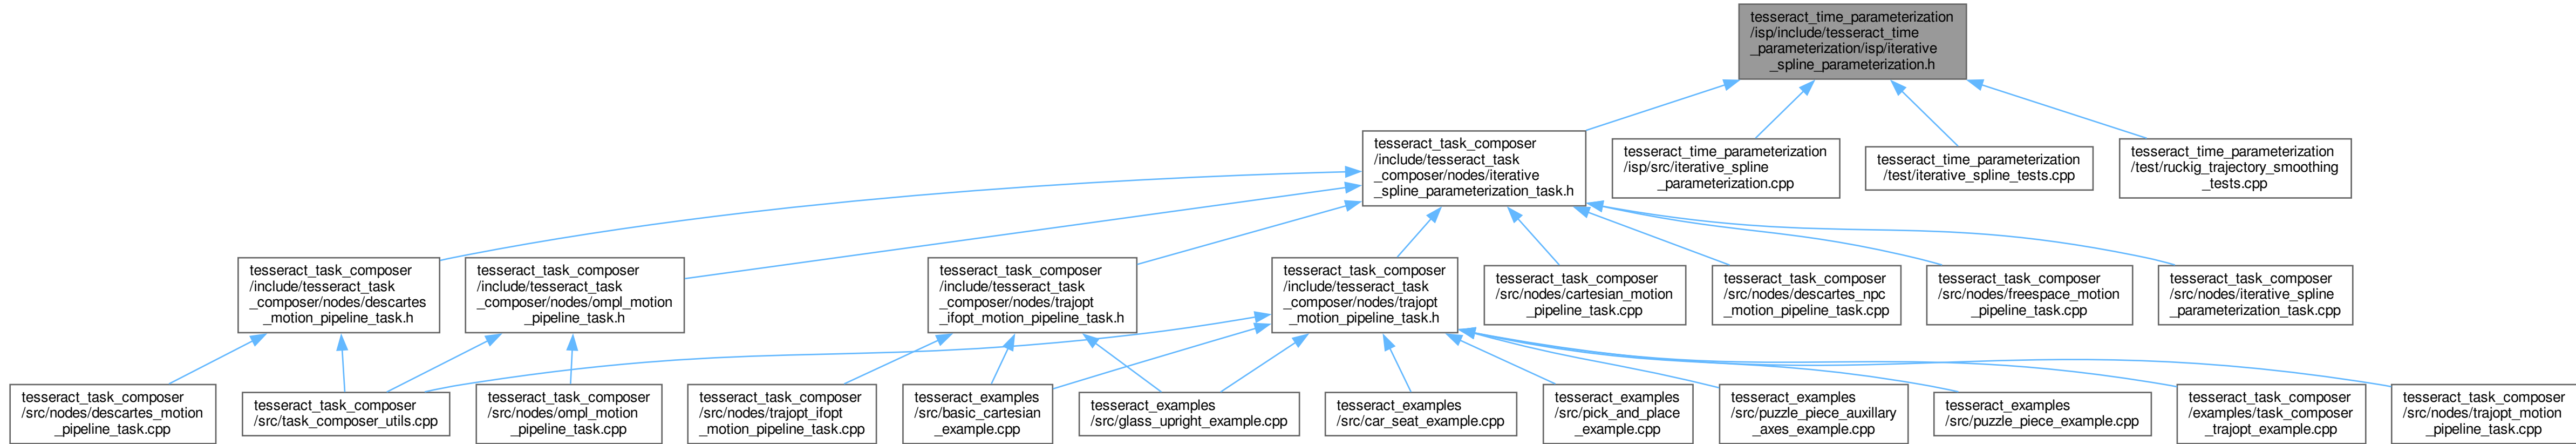 tesseract_time_parameterization
/isp/include/tesseract_time
_parameterization/isp/iterative
_spline_parameterization.h
tesseract_task_composer
/include/tesseract_task
_composer/nodes/iterative
_spline_parameterization_task.h
tesseract_time_parameterization
/isp/src/iterative_spline
_parameterization.cpp
tesseract_time_parameterization
/test/iterative_spline_tests.cpp
tesseract_time_parameterization
/test/ruckig_trajectory_smoothing
_tests.cpp
tesseract_task_composer
/include/tesseract_task
_composer/nodes/descartes
_motion_pipeline_task.h
tesseract_task_composer
/include/tesseract_task
_composer/nodes/ompl_motion
_pipeline_task.h
tesseract_task_composer
/include/tesseract_task
_composer/nodes/trajopt
_ifopt_motion_pipeline_task.h
tesseract_task_composer
/include/tesseract_task
_composer/nodes/trajopt
_motion_pipeline_task.h
tesseract_task_composer
/src/nodes/cartesian_motion
_pipeline_task.cpp
tesseract_task_composer
/src/nodes/descartes_npc
_motion_pipeline_task.cpp
tesseract_task_composer
/src/nodes/freespace_motion
_pipeline_task.cpp
tesseract_task_composer
/src/nodes/iterative_spline
_parameterization_task.cpp
tesseract_task_composer
/src/nodes/descartes_motion
_pipeline_task.cpp
tesseract_task_composer
/src/task_composer_utils.cpp
tesseract_task_composer
/src/nodes/ompl_motion
_pipeline_task.cpp
tesseract_task_composer
/src/nodes/trajopt_ifopt
_motion_pipeline_task.cpp
tesseract_examples
/src/basic_cartesian
_example.cpp
tesseract_examples
/src/glass_upright_example.cpp
tesseract_examples
/src/car_seat_example.cpp
tesseract_examples
/src/pick_and_place
_example.cpp
tesseract_examples
/src/puzzle_piece_auxillary
_axes_example.cpp
tesseract_examples
/src/puzzle_piece_example.cpp
tesseract_task_composer
/examples/task_composer
_trajopt_example.cpp
tesseract_task_composer
/src/nodes/trajopt_motion
_pipeline_task.cpp